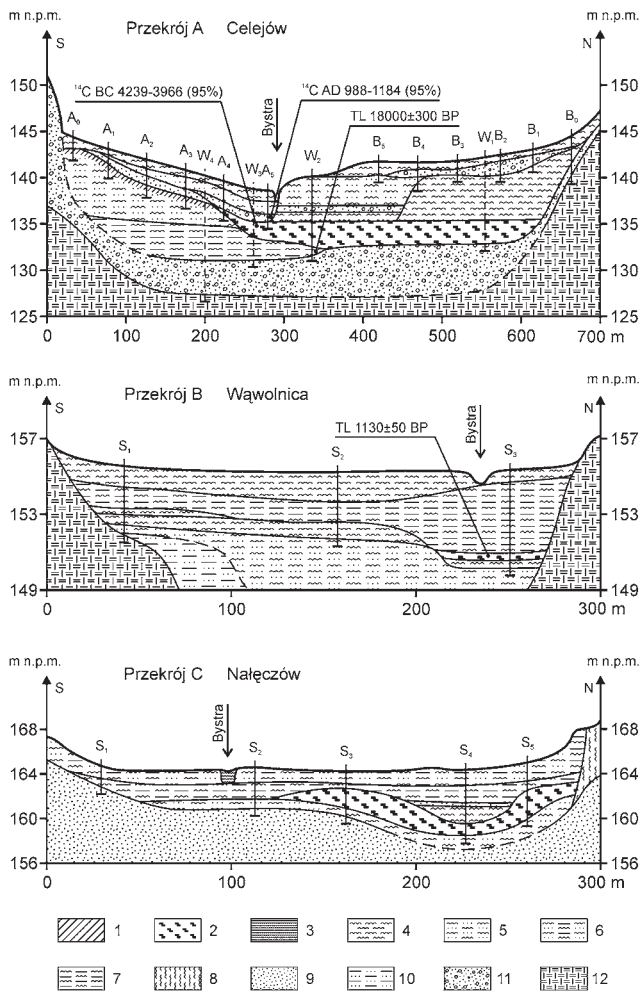 m n.p.m. Przekrój A Celejów m n.p.m.
S N
¹⁴C BC 4239-3966 (95%) ¹⁴C AD 988-1184 (95%)
TL 18000±300 BP
Bystra
A₀ A₁ A₂ A₃ W₄ A₄ W₃ A₅ W₂ B₅ B₄ B₃ W₁ B₂ B₁ B₀
150 150
145 145
140 140
135 135
130 130
125 125
0 100 200 300 400 500 600 700 m
m n.p.m. Przekrój B Wąwolnica m n.p.m.
S N
TL 1130±50 BP
Bystra
S₁ S₂ S₃
157 157
153 153
149 149
0 100 200 300 m
m n.p.m. Przekrój C Nałęczów m n.p.m.
S N
Bystra
S₁ S₂ S₃ S₄ S₅
168 168
164 164
160 160
156 156
0 100 200 300 m
1 2 3 4 5 6
7 8 9 10 11 12